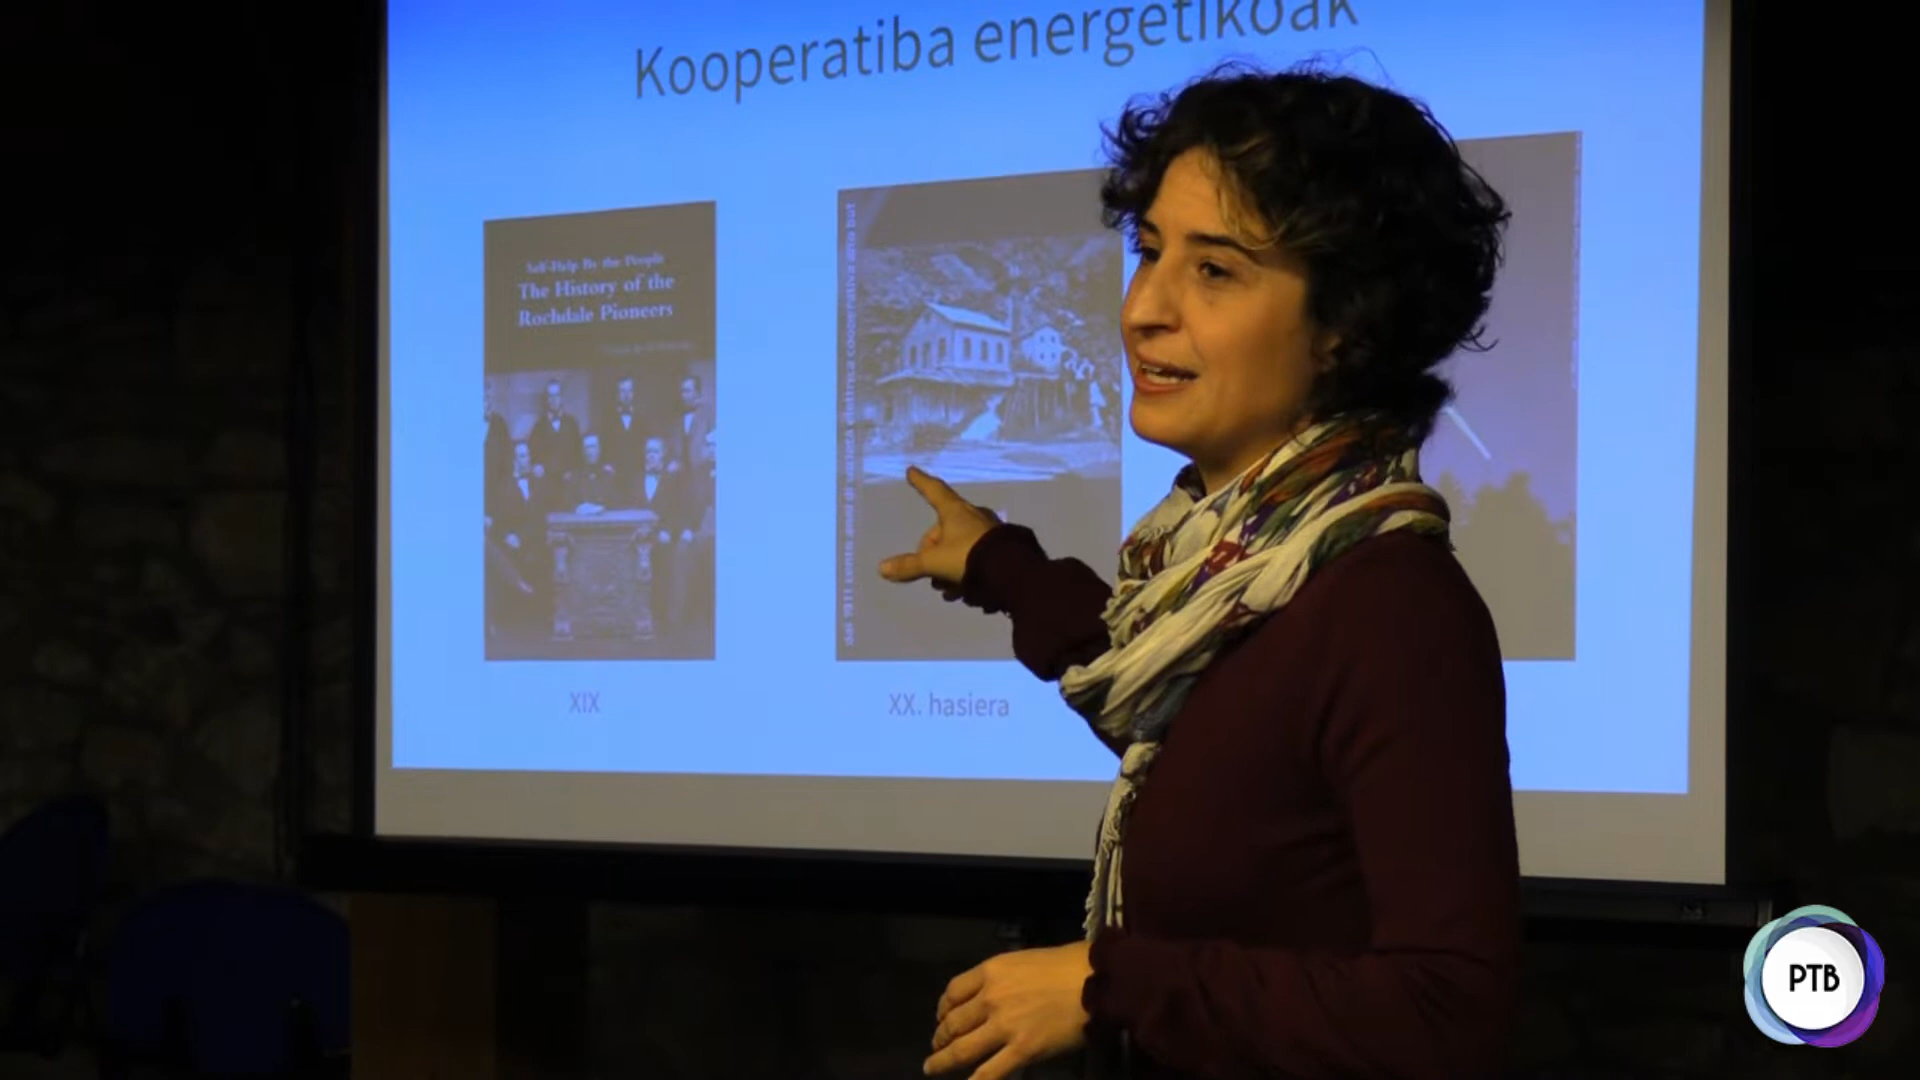 Kooperatiba energetikoak
Self-Help By the People
The History of the
Rochdale Pioneers
XIX
XX. hasiera
PTB